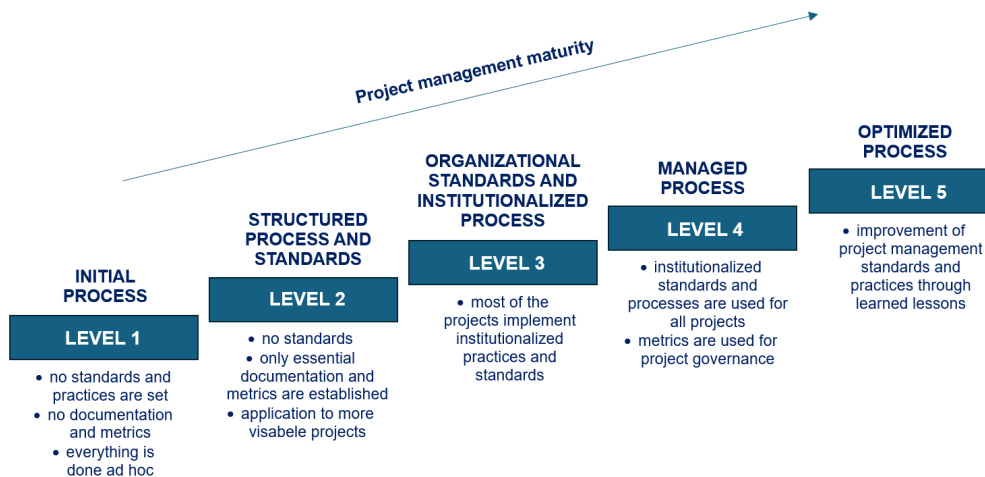 Project management maturity
INITIAL
PROCESS
LEVEL 1
• no standards and
practices are set
• no documentation
and metrics
• everything is
done ad hoc
STRUCTURED
PROCESS AND
STANDARDS
LEVEL 2
• no standards
• only essential
documentation and
metrics are established
• application to more
visabele projects
ORGANIZATIONAL
STANDARDS AND
INSTITUTIONALIZED
PROCESS
LEVEL 3
• most of the
projects implement
institutionalized
practices and
standards
MANAGED
PROCESS
LEVEL 4
• institutionalized
standards and
processes are used for
all projects
• metrics are used for
project governance
OPTIMIZED
PROCESS
LEVEL 5
• improvement of
project management
standards and
practices through
learned lessons